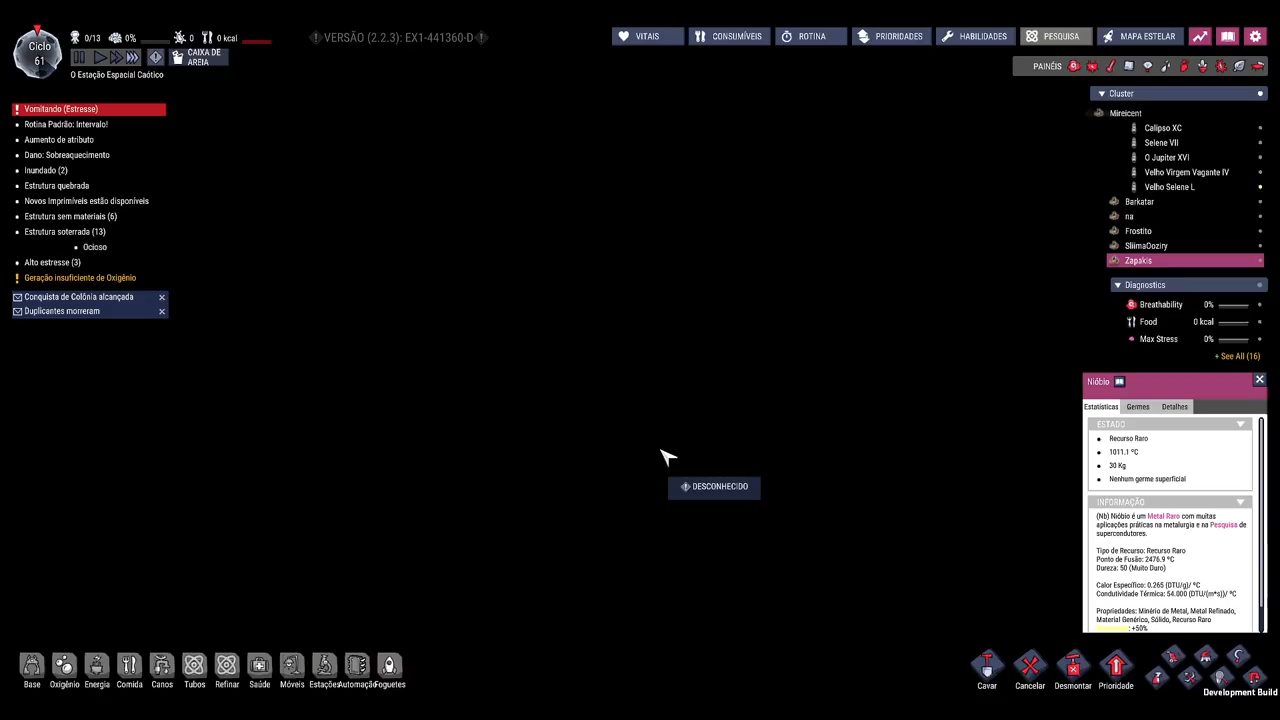 Ciclo
61
0/13
0%
0
0 kcal
O Estação Espacial Caótico
CAIXA DE
AREIA
VERSÃO (2.2.3): EX1-441360-D
VITAIS
CONSUMÍVEIS
ROTINA
PRIORIDADES
HABILIDADES
PESQUISA
MAPA ESTELAR
PAINÉIS
! Vomitando (Estresse)
• Rotina Padrão: Intervalo!
• Aumento de atributo
• Dano: Sobreaquecimento
• Inundado (2)
• Estrutura quebrada
• Novos Imprimíveis estão disponíveis
• Estrutura sem materiais (6)
• Estrutura soterrada (13)
• Ocioso
• Alto estresse (3)
! Geração insuficiente de Oxigênio
Conquista de Colônia alcançada
Duplicantes morreram
Cluster
Mireicent
Calipso XC
Selene VII
O Jupiter XVI
Velho Virgem Vagante IV
Velho Selene L
Barkatar
na
Frostito
SliimaOoziry
Zapakis
Diagnostics
Breathability 0%
Food 0 kcal
Max Stress 0%
+ See All (16)
Nióbio
Estatísticas Germes Detalhes
ESTADO
• Recurso Raro
• 1011.1 ºC
• 30 Kg
• Nenhum germe superficial
INFORMAÇÃO
(Nb) Nióbio é um Metal Raro com muitas
aplicações práticas na metalurgia e na Pesquisa de
supercondutores.
Tipo de Recurso: Recurso Raro
Ponto de Fusão: 2476.9 ºC
Dureza: 50 (Muito Duro)
Calor Específico: 0.265 (DTU/g)/ ºC
Condutividade Térmica: 54.000 (DTU/(m*s))/ ºC
Propriedades: Minério de Metal, Metal Refinado,
Material Genérico, Sólido, Recurso Raro
: +50%
DESCONHECIDO
Base
Oxigênio
Energia
Comida
Canos
Tubos
Refinar
Saúde
Móveis
Estações
Automação
Foguetes
Cavar
Cancelar
Desmontar
Prioridade
Development Build